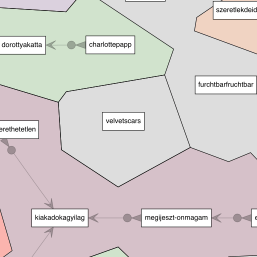 szeretlekdeid
dorottyakatta
charlottepapp
furchtbarfruchtbar
velvetscars
erethetetlen
kiakadokagyilag
megijeszt-onmagam